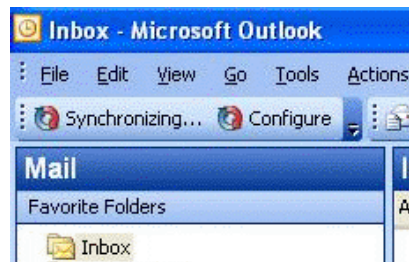 Inbox - Microsoft Outlook
File Edit View Go Tools Actions
Synchronizing... Configure
Mail
Favorite Folders
Inbox